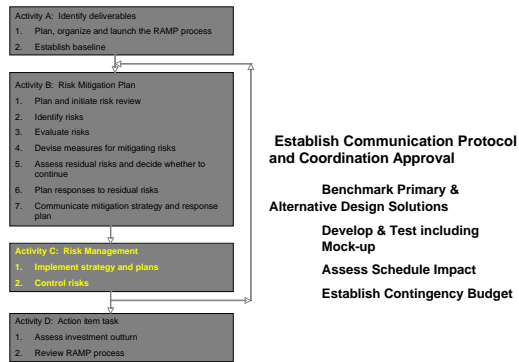 Activity A: Identify deliverables
1. Plan, organize and launch the RAMP process
2. Establish baseline
Activity B: Risk Mitigation Plan
1. Plan and initiate risk review
2. Identify risks
3. Evaluate risks
4. Devise measures for mitigating risks
5. Assess residual risks and decide whether to
continue
6. Plan responses to residual risks
7. Communicate mitigation strategy and response
plan
Activity C: Risk Management
1. Implement strategy and plans
2. Control risks
Activity D: Action item task
1. Assess investment outturn
2. Review RAMP process
Establish Communication Protocol
and Coordination Approval
Benchmark Primary &
Alternative Design Solutions
Develop & Test including
Mock-up
Assess Schedule Impact
Establish Contingency Budget